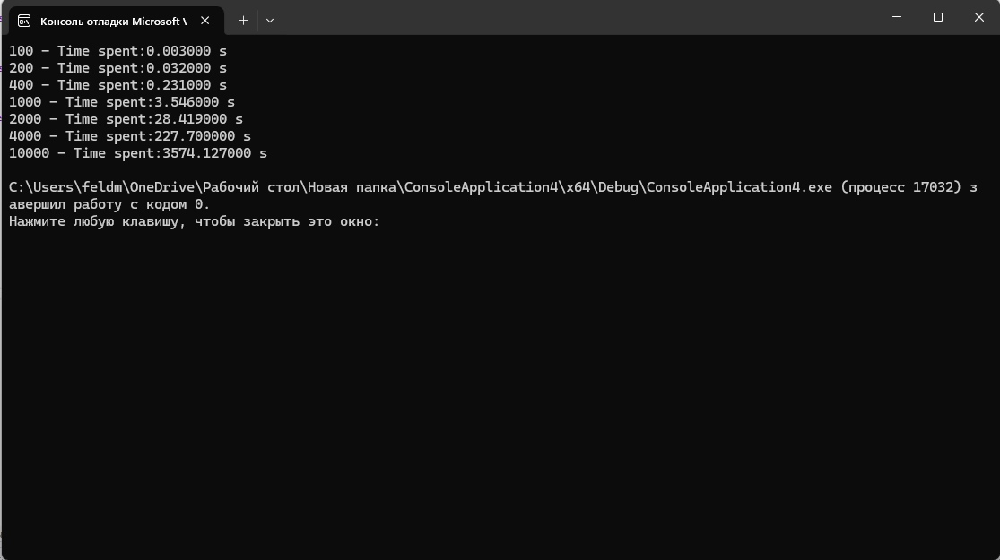 Консоль отладки Microsoft V
100 - Time spent:0.003000 s
200 - Time spent:0.032000 s
400 - Time spent:0.231000 s
1000 - Time spent:3.546000 s
2000 - Time spent:28.419000 s
4000 - Time spent:227.700000 s
10000 - Time spent:3574.127000 s
C:\Users\feldm\OneDrive\Рабочий стол\Новая папка\ConsoleApplication4\x64\Debug\ConsoleApplication4.exe (процесс 17032) з
авершил работу с кодом 0.
Нажмите любую клавишу, чтобы закрыть это окно: